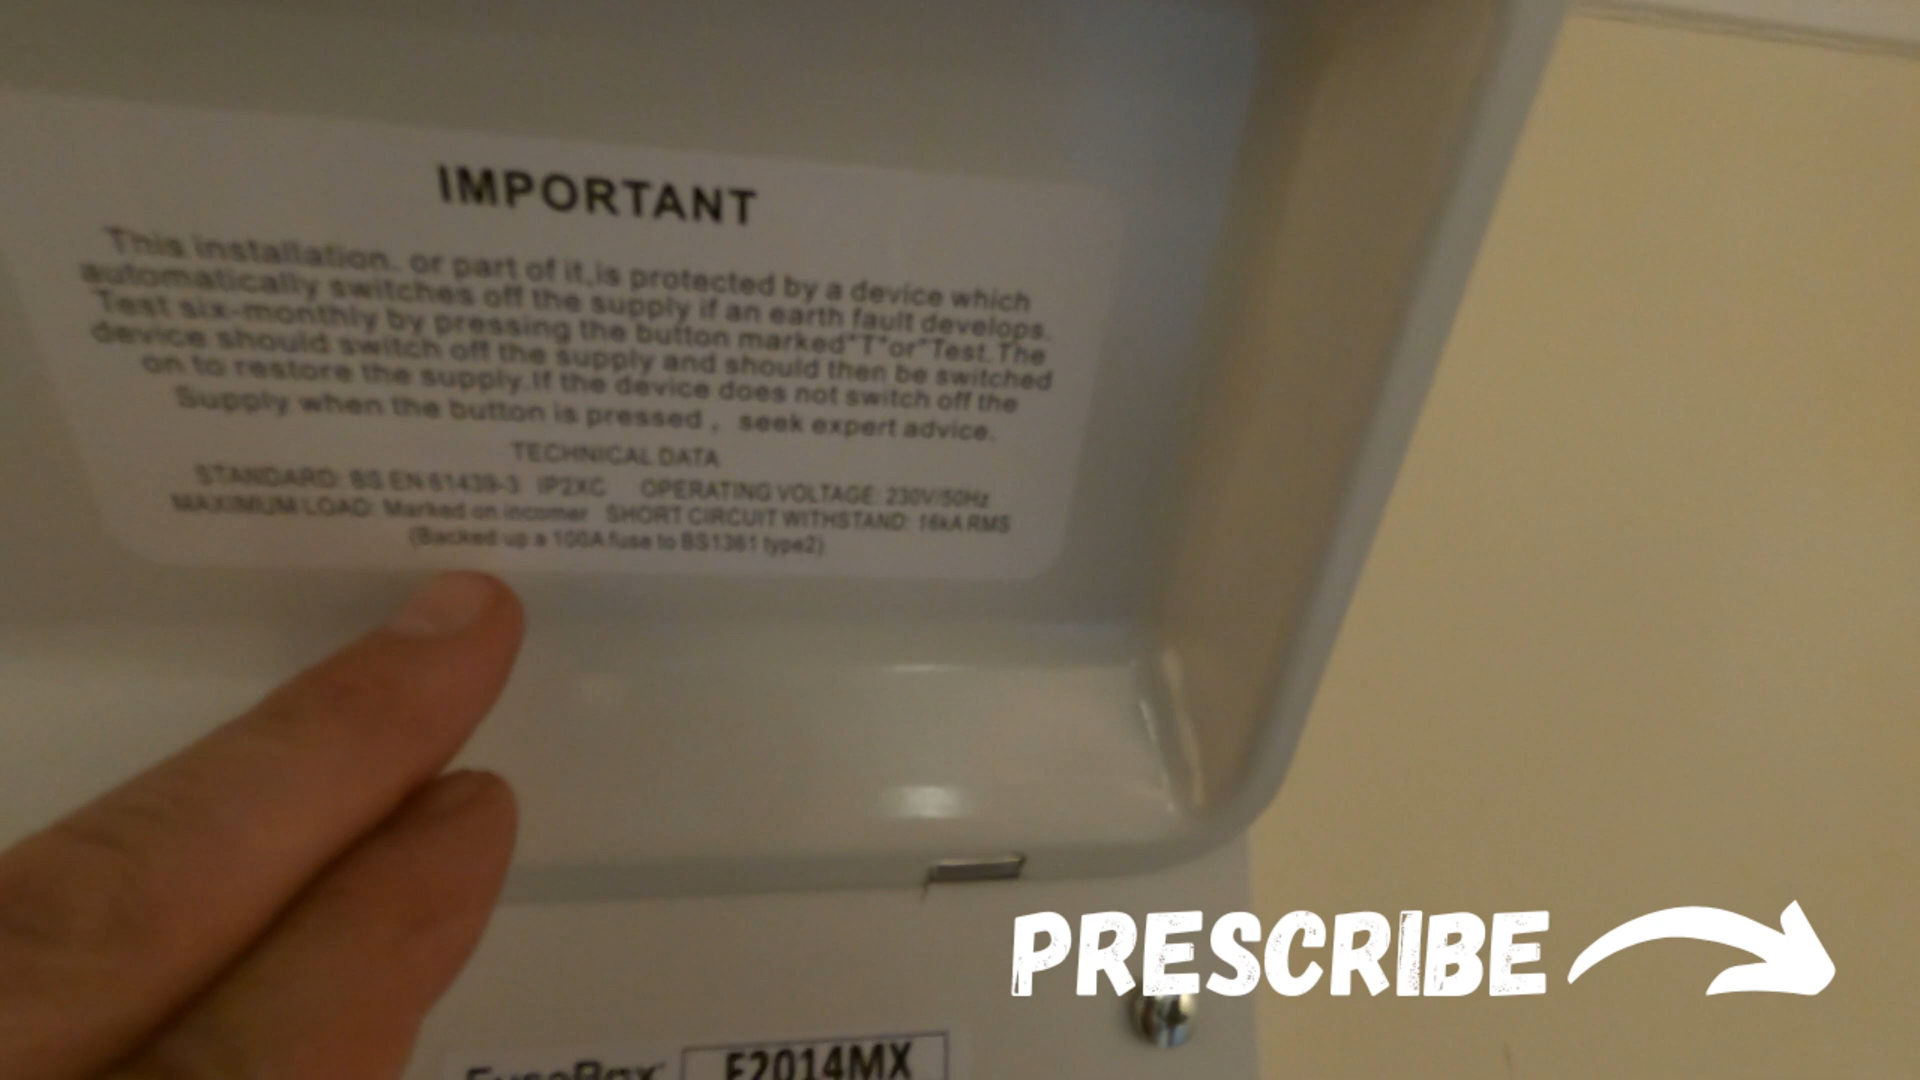 IMPORTANT
This installation, or part of it,is protected by a device which
automatically switches off the supply if an earth fault develops.
Test six-monthly by pressing the button marked"T"or"Test.The
device should switch off the supply and should then be switched
on to restore the supply.If the device does not switch off the
Supply when the button is pressed , seek expert advice.
TECHNICAL DATA
STANDARD: BS EN 61439-3 IP2XC OPERATING VOLTAGE: 230V/50Hz
MAXIMUM LOAD: Marked on incomer SHORT CIRCUIT WITHSTAND: 16kA RMS
(Backed up a 100A fuse to BS1361 type2)
PRESCRIBE
FuseBox F2014MX